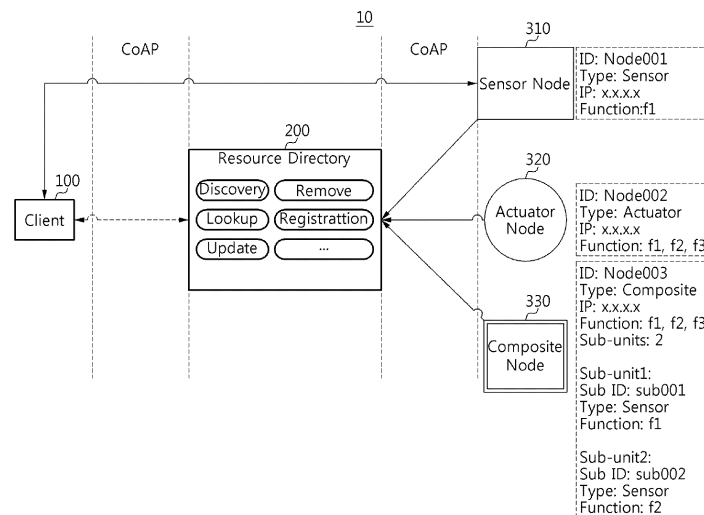 10
CoAP
CoAP
310
Sensor Node
ID: Node001
Type: Sensor
IP: x.x.x.x
Function:f1
200
Resource Directory
Discovery
Remove
Lookup
Registrattion
Update
...
100
Client
320
Actuator
Node
ID: Node002
Type: Actuator
IP: x.x.x.x
Function: f1, f2, f3
330
Composite
Node
ID: Node003
Type: Composite
IP: x.x.x.x
Function: f1, f2, f3
Sub-units: 2
Sub-unit1:
Sub ID: sub001
Type: Sensor
Function: f1
Sub-unit2:
Sub ID: sub002
Type: Sensor
Function: f2